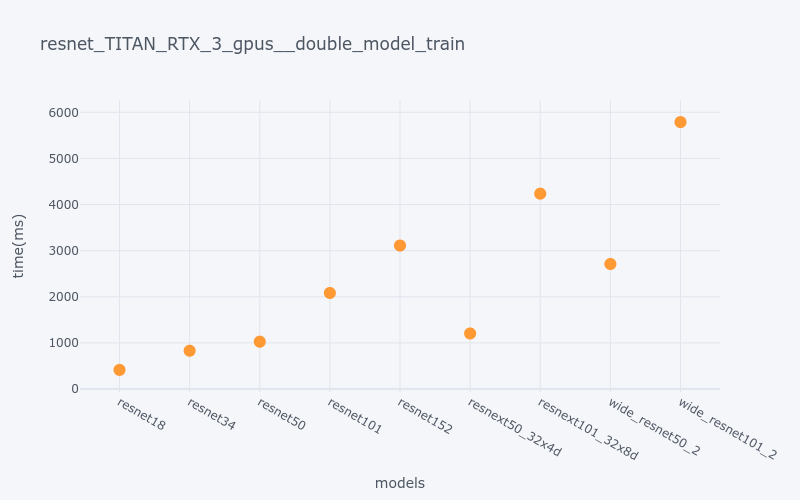 resnet_TITAN_RTX_3_gpus__double_model_train
time(ms)
6000
5000
4000
3000
2000
1000
0
resnet18
resnet34
resnet50
resnet101
resnet152
resnext50_32x4d
resnext101_32x8d
wide_resnet50_2
wide_resnet101_2
models